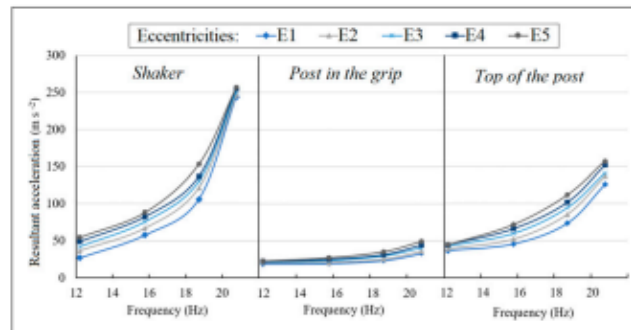 Eccentricities: E1 E2 E3 E4 E5
300
250
200
150
100
50
0
Resultant acceleration (m s⁻²)
Shaker
Post in the grip
Top of the post
12 14 16 18 20
12 14 16 18 20
12 14 16 18 20
Frequency (Hz)
Frequency (Hz)
Frequency (Hz)